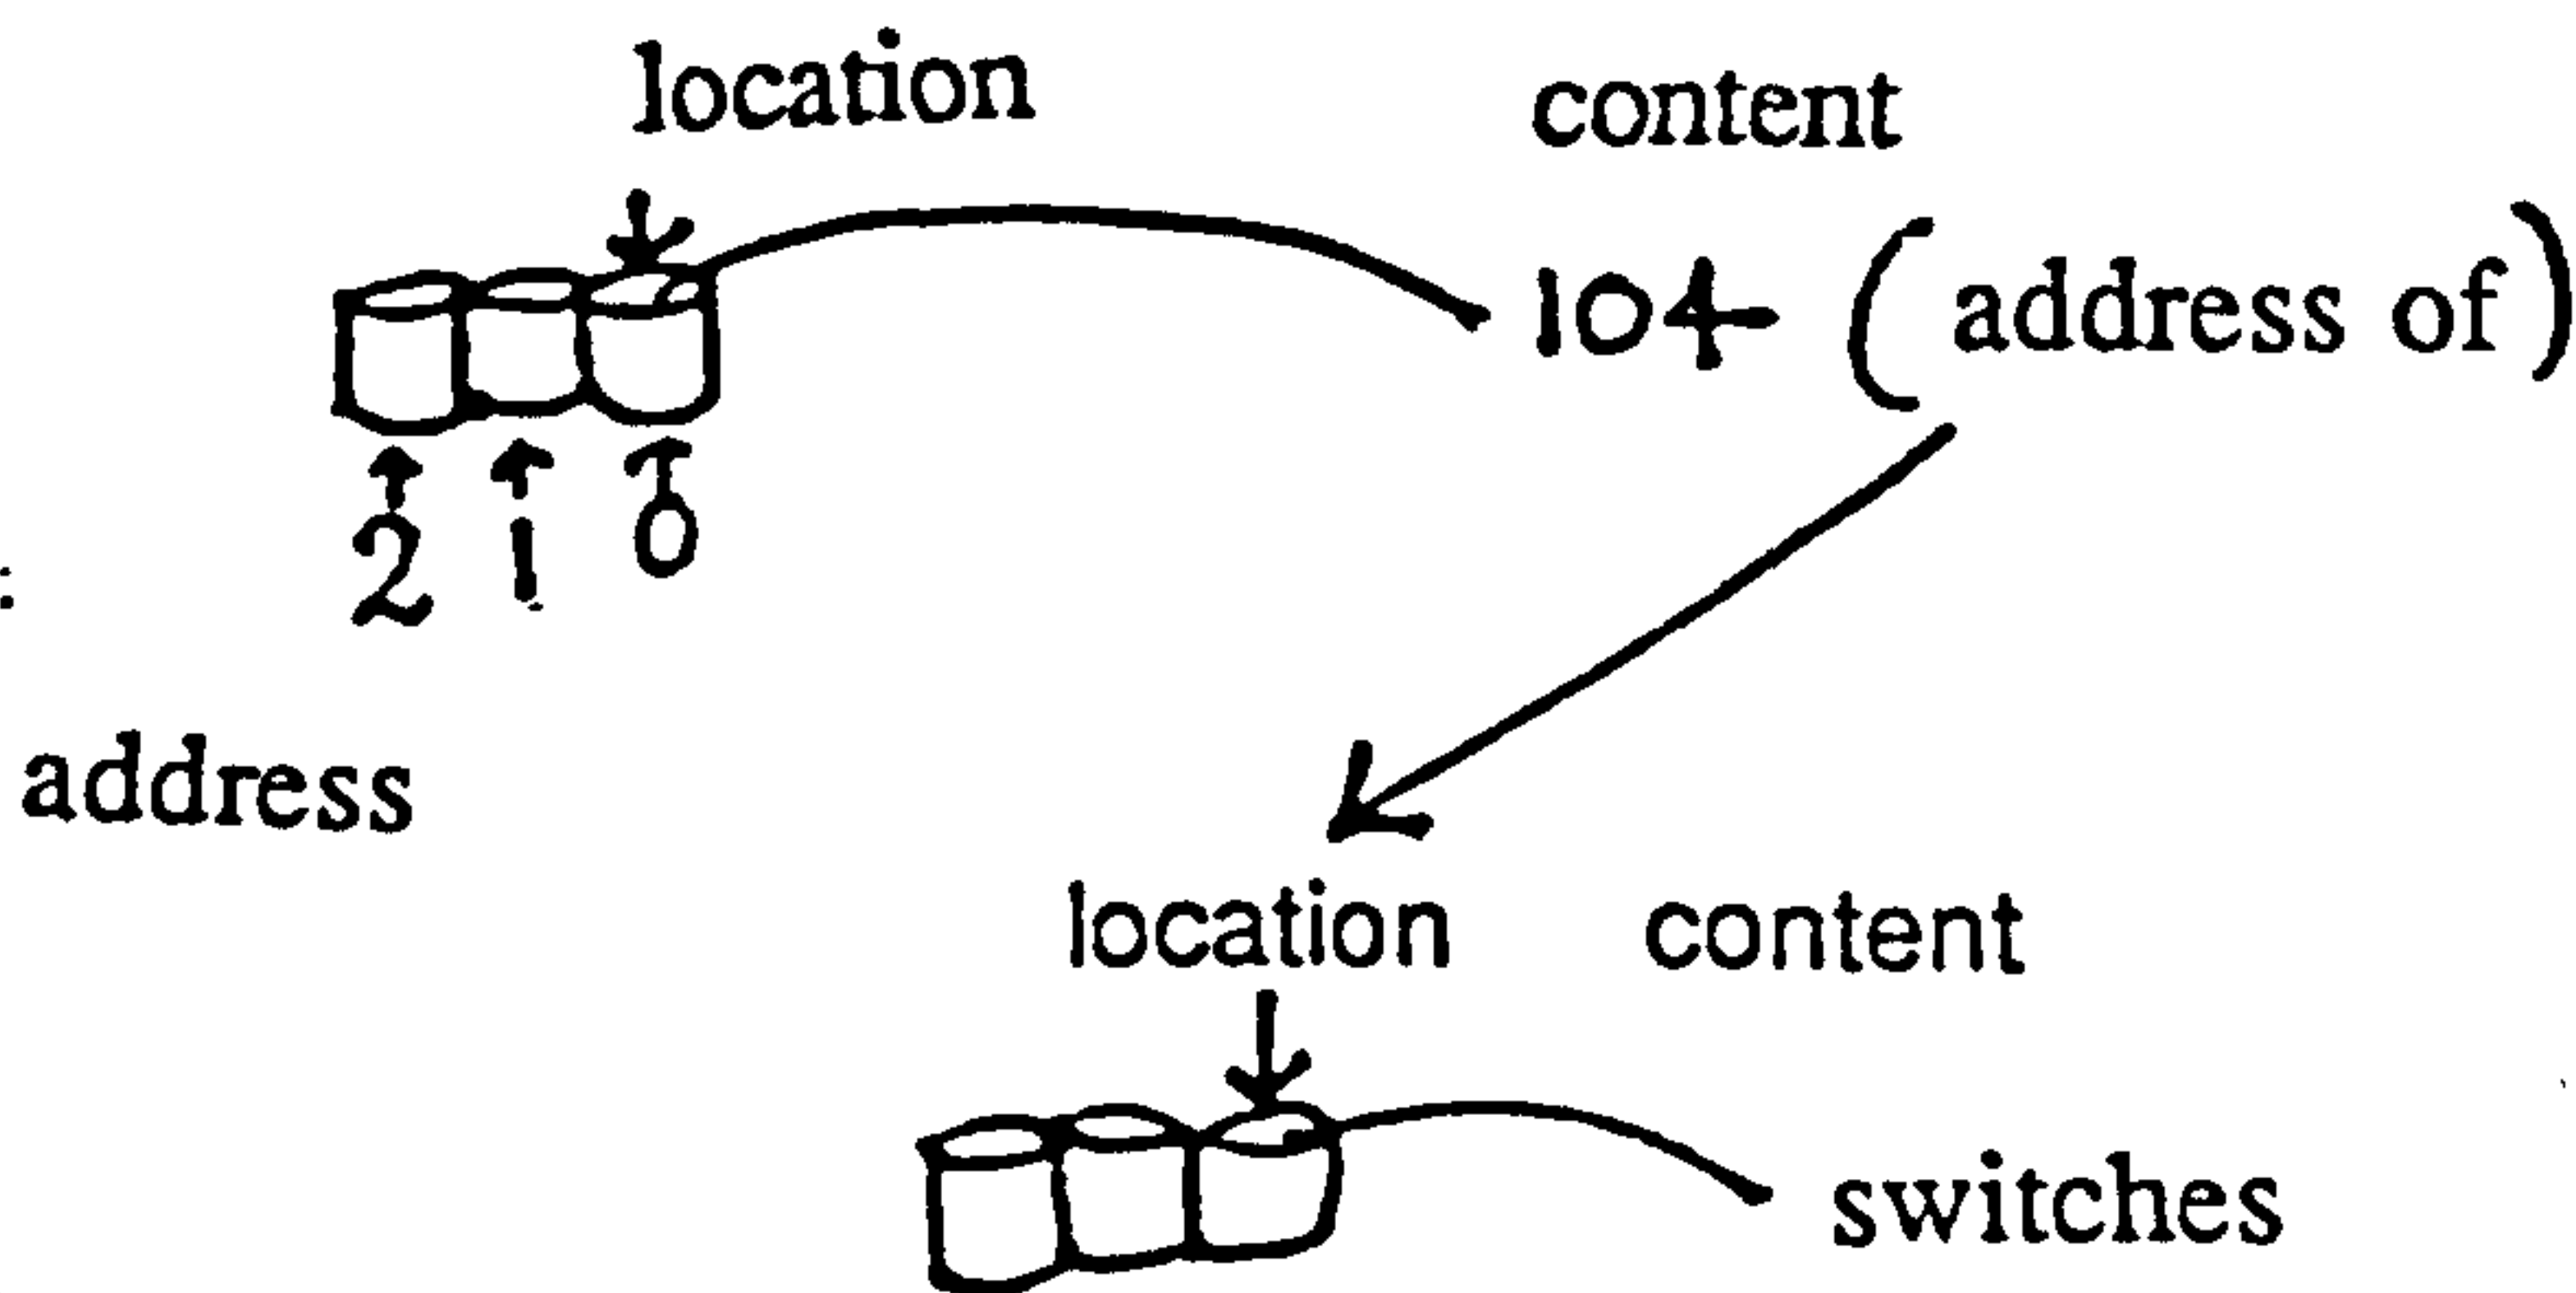 location content
104 (address of)
2 1 0
:
address
location content
switches